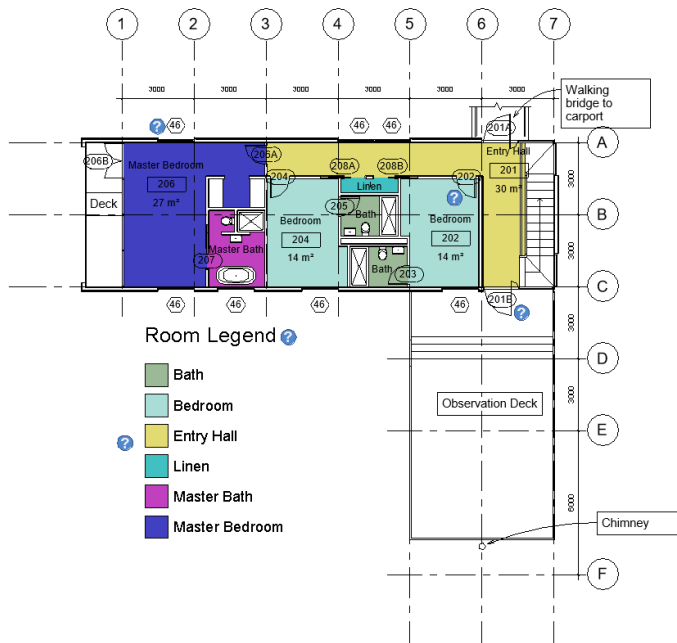 1 2 3 4 5 6 7
3000 3000 3000 3000 3000 3000
Walking
bridge to
carport
? 46 46 46 201A
A
206B Master Bedroom 206A 208A 208B Entry Hall
206 204 202 201 3000
Linen
Deck 27 m² 30 m²
205 ?
B
Bedroom Bath Bedroom
204 202
Master Bath
14 m² 14 m² 3000
207 Bath 203
C
46 46 46 46 201B
?
Room Legend ?
3000
D
Bath
Bedroom
Observation Deck
3000
Entry Hall
E
?
Linen
Master Bath
6000
Master Bedroom
Chimney
F